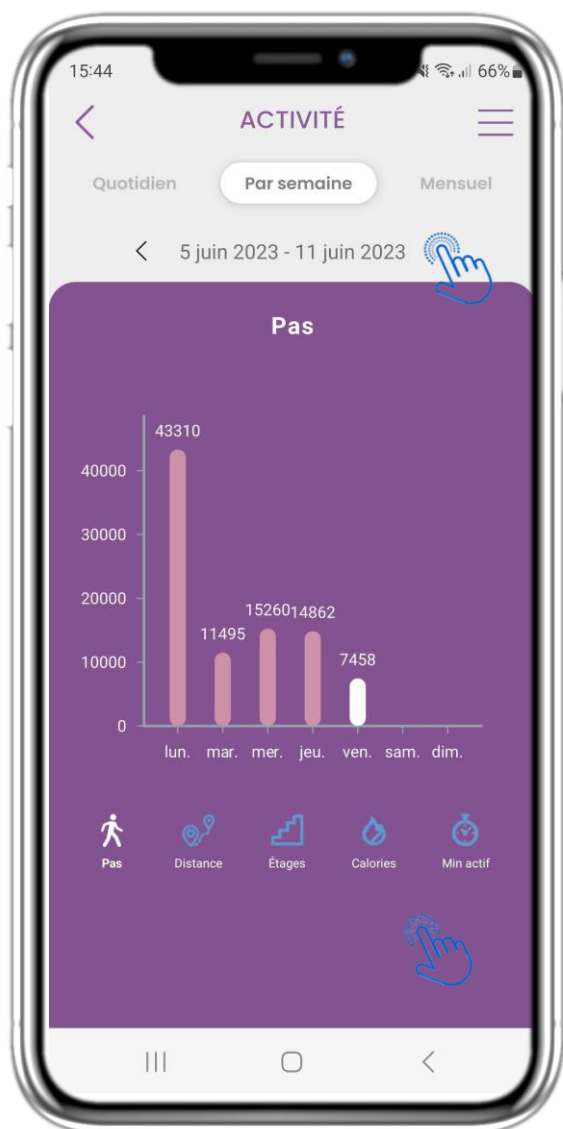 15:44 66%
ACTIVITÉ
Quotidien Par semaine Mensuel
5 juin 2023 - 11 juin 2023
Pas
43310
40000
30000
20000
15260 14862
11495
10000
7458
0
lun. mar. mer. jeu. ven. sam. dim.
Pas Distance Étages Calories Min actif